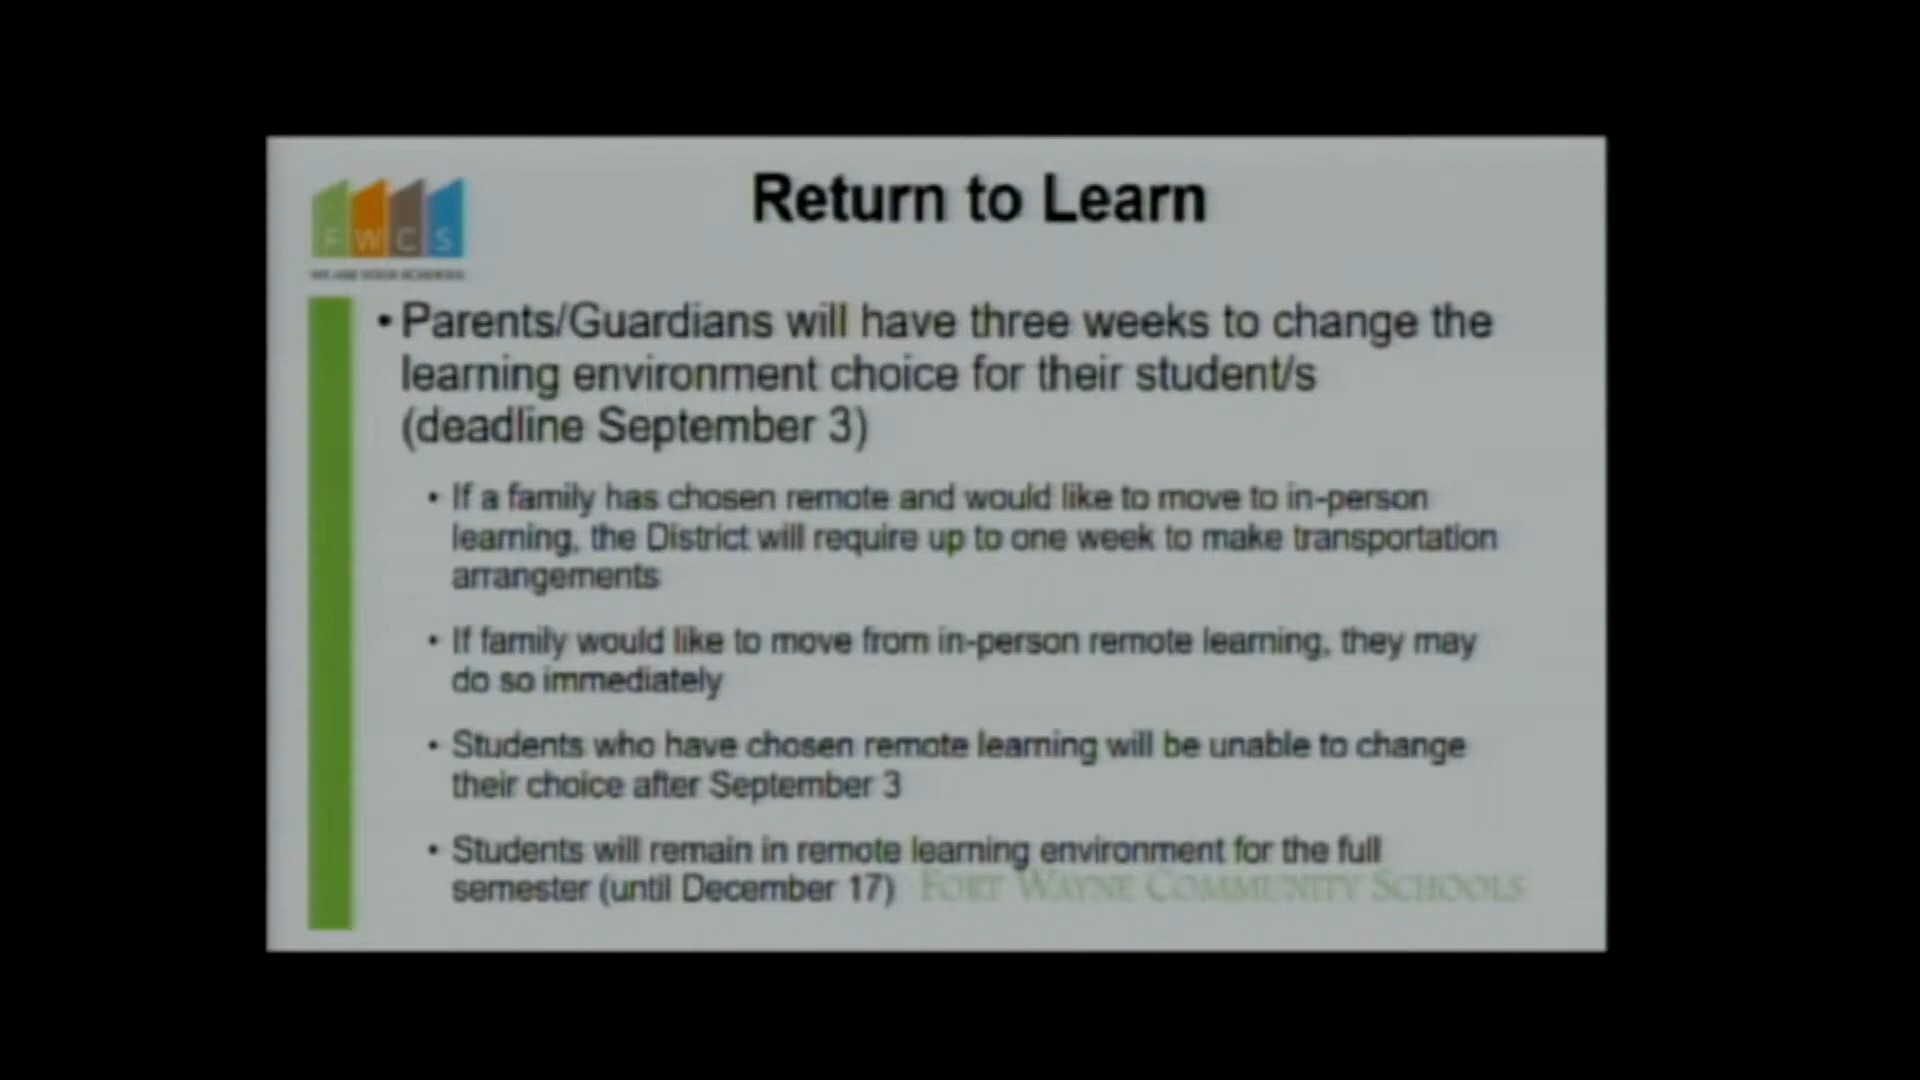 Return to Learn
F W C S
WE ARE YOUR SCHOOLS
• Parents/Guardians will have three weeks to change the
learning environment choice for their student/s
(deadline September 3)
• If a family has chosen remote and would like to move to in-person
learning, the District will require up to one week to make transportation
arrangements
• If family would like to move from in-person remote learning, they may
do so immediately
• Students who have chosen remote learning will be unable to change
their choice after September 3
• Students will remain in remote learning environment for the full
semester (until December 17)
FORT WAYNE COMMUNITY SCHOOLS